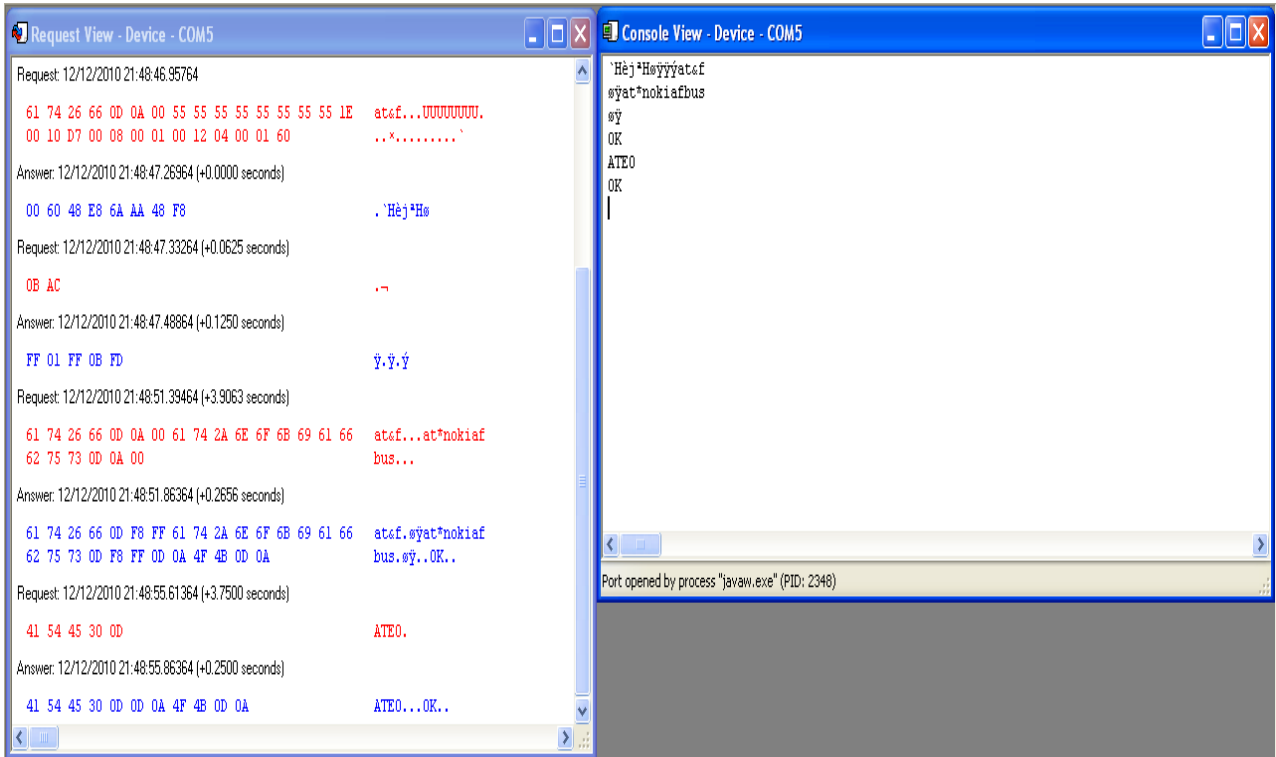 Request View - Device - COM5
Request: 12/12/2010 21:48:46.95764
61 74 26 66 0D 0A 00 55 55 55 55 55 55 55 55 1E at&f...UUUUUUUU.
00 10 D7 00 08 00 01 00 12 04 00 01 60 ..×.........`
Answer: 12/12/2010 21:48:47.26964 (+0.0000 seconds)
00 60 48 E8 6A AA 48 F8 .`HèjªHø
Request: 12/12/2010 21:48:47.33264 (+0.0625 seconds)
0B AC .¬
Answer: 12/12/2010 21:48:47.48864 (+0.1250 seconds)
FF 01 FF 0B FD ÿ.ÿ.ý
Request: 12/12/2010 21:48:51.39464 (+3.9063 seconds)
61 74 26 66 0D 0A 00 61 74 2A 6E 6F 6B 69 61 66 at&f...at*nokiaf
62 75 73 0D 0A 00 bus...
Answer: 12/12/2010 21:48:51.86364 (+0.2656 seconds)
61 74 26 66 0D F8 FF 61 74 2A 6E 6F 6B 69 61 66 at&f.øÿat*nokiaf
62 75 73 0D F8 FF 0D 0A 4F 4B 0D 0A bus.øÿ..OK..
Request: 12/12/2010 21:48:55.61364 (+3.7500 seconds)
41 54 45 30 0D ATE0.
Answer: 12/12/2010 21:48:55.86364 (+0.2500 seconds)
41 54 45 30 0D 0D 0A 4F 4B 0D 0A ATE0...OK..
Console View - Device - COM5
`HèjªHøÿÿýat&f
øÿat*nokiafbus
øÿ
OK
ATE0
OK
Port opened by process "javaw.exe" (PID: 2348)